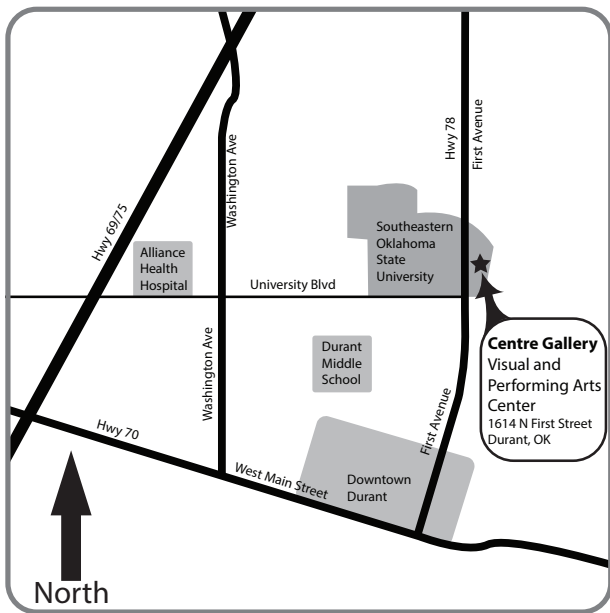 Hwy 69/75
Washington Ave
Hwy 78
First Avenue
Alliance
Health
Hospital
Southeastern
Oklahoma
State
University
University Blvd
Washington Ave
Durant
Middle
School
Centre Gallery
Visual and
Performing Arts
Center
1614 N First Street
Durant, OK
Hwy 70
First Avenue
West Main Street
Downtown
Durant
North